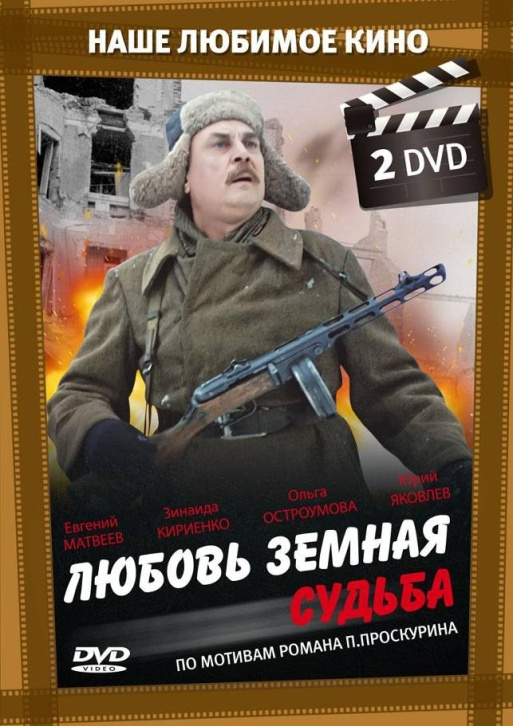 НАШЕ ЛЮБИМОЕ КИНО
2 DVD
Евгений
МАТВЕЕВ
Зинаида
КИРИЕНКО
Ольга
ОСТРОУМОВА
Юрий
ЯКОВЛЕВ
ЛЮБОВЬ ЗЕМНАЯ
СУДЬБА
DVD
VIDEO
ПО МОТИВАМ РОМАНА П.ПРОСКУРИНА